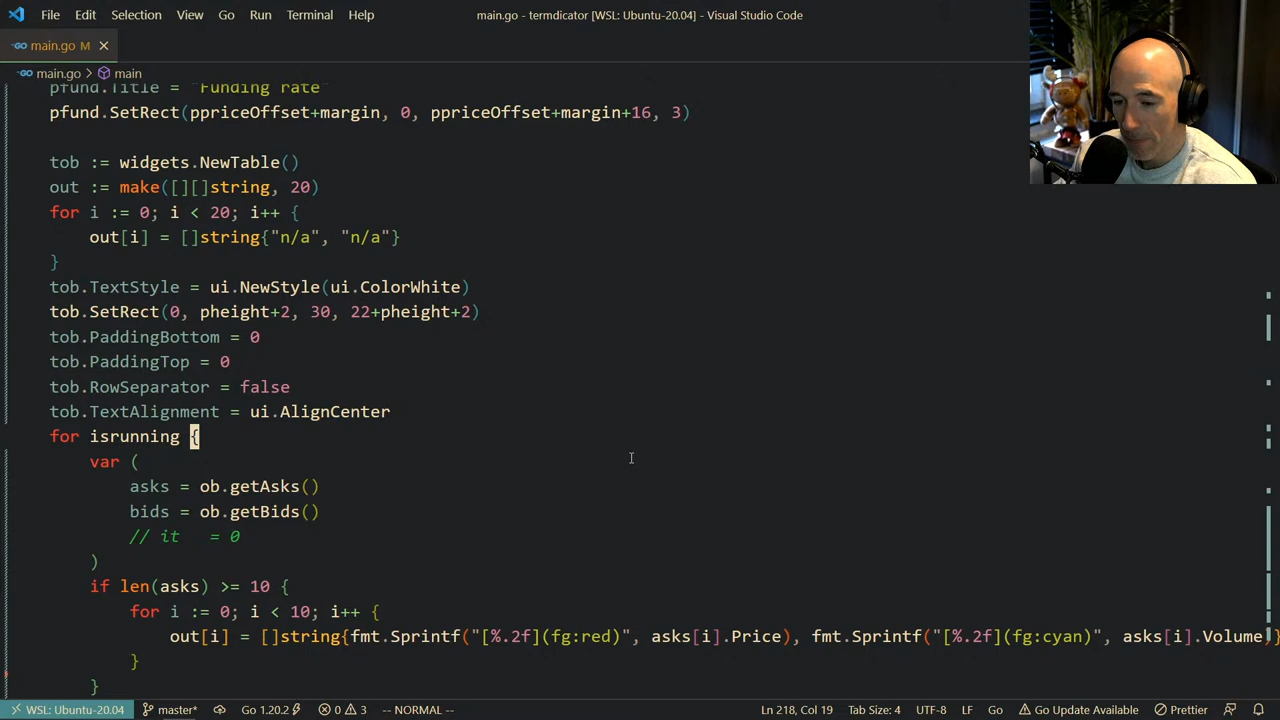 File Edit Selection View Go Run Terminal Help main.go - termdicator [WSL: Ubuntu-20.04] - Visual Studio Code
main.go M
main.go > main
pfund.Title = "Funding rate"
pfund.SetRect(ppriceOffset+margin, 0, ppriceOffset+margin+16, 3)
tob := widgets.NewTable()
out := make([][]string, 20)
for i := 0; i < 20; i++ {
out[i] = []string{"n/a", "n/a"}
}
tob.TextStyle = ui.NewStyle(ui.ColorWhite)
tob.SetRect(0, pheight+2, 30, 22+pheight+2)
tob.PaddingBottom = 0
tob.PaddingTop = 0
tob.RowSeparator = false
tob.TextAlignment = ui.AlignCenter
for isrunning {
var (
asks = ob.getAsks()
bids = ob.getBids()
// it   = 0
)
if len(asks) >= 10 {
for i := 0; i < 10; i++ {
out[i] = []string{fmt.Sprintf("[%.2f](fg:red)", asks[i].Price), fmt.Sprintf("[%.2f](fg:cyan)", asks[i].Volume)}
}
}
WSL: Ubuntu-20.04 master* Go 1.20.2 0 3 -- NORMAL -- Ln 218, Col 19 Tab Size: 4 UTF-8 LF Go Go Update Available Prettier